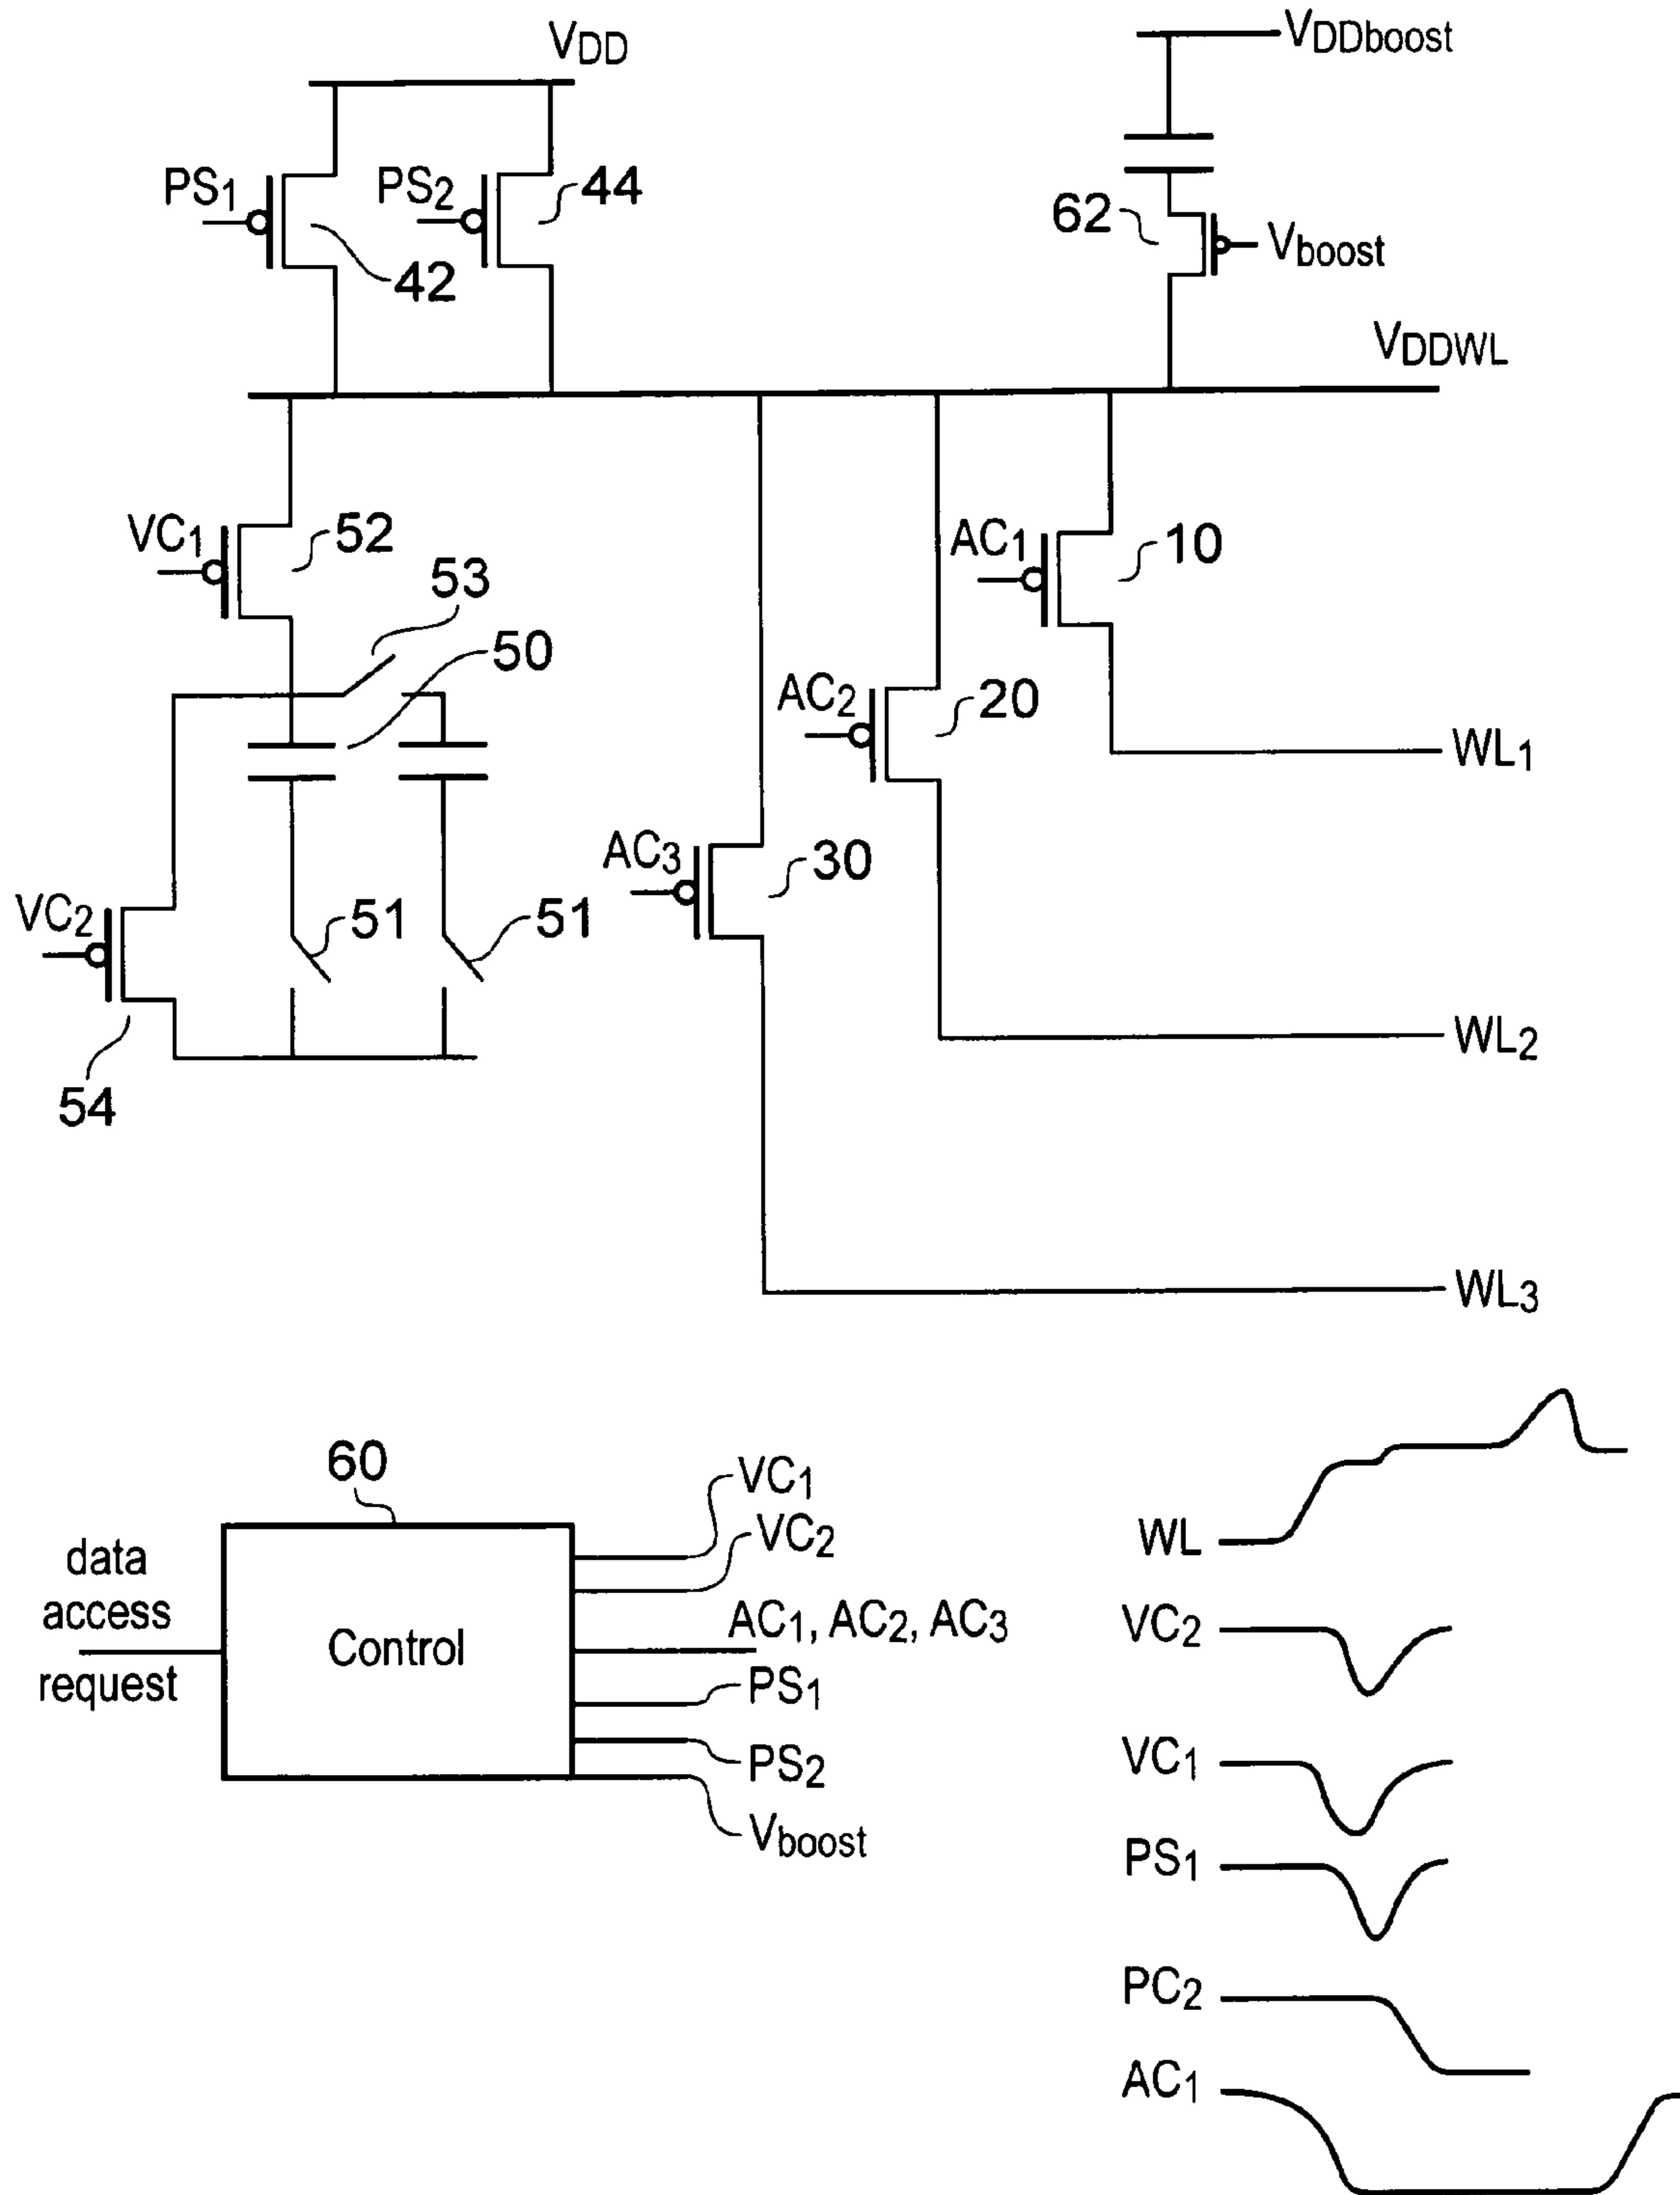 VDD
VDDboost
PS1
PS2
44
42
62
Vboost
VDDWL
VC1
52
53
50
AC1
10
AC2
20
WL1
AC3
30
VC2
51
51
54
WL2
WL3
60
VC1
VC2
data
access
request
Control
AC1, AC2, AC3
PS1
PS2
Vboost
WL
VC2
VC1
PS1
PC2
AC1